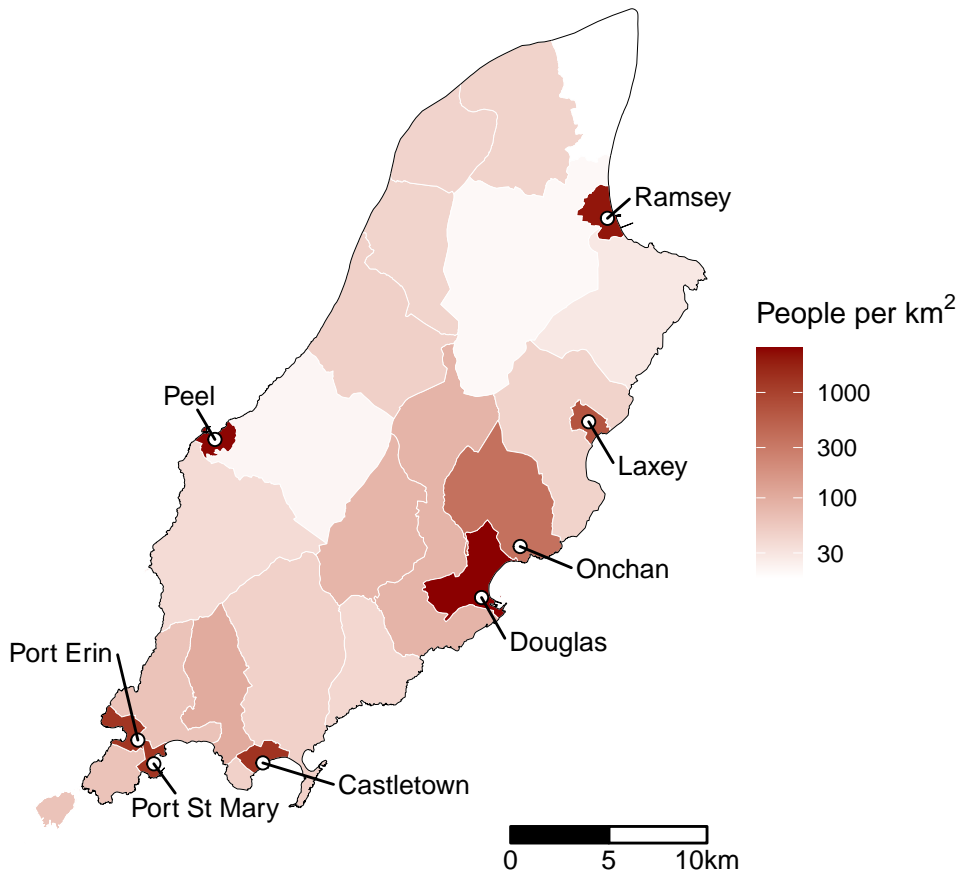 Ramsey
People per km²
Peel
1000
300
Laxey
100
30
Onchan
Douglas
Port Erin
Castletown
Port St Mary
0 5 10km